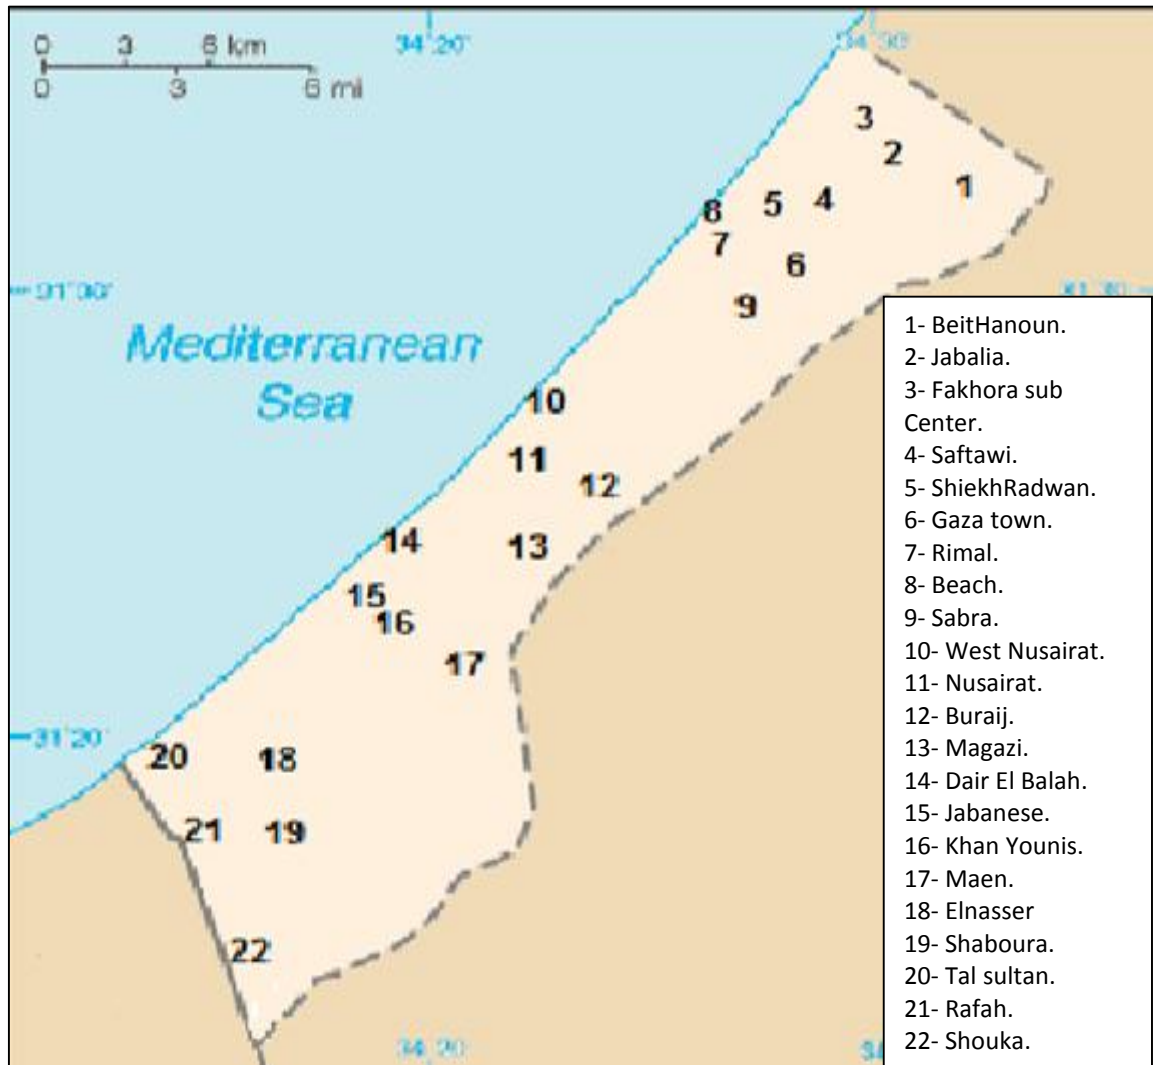 0 3 6 km
0 3 6 mi
34°20'
34°30'
3
2
1
4
5
8
7
6
31°30'
31°30'
9
Mediterranean
Sea
10
11
12
14
13
15
16
17
31°20'
20
18
21
19
22
34°20'
1- BeitHanoun.
2- Jabalia.
3- Fakhora sub
Center.
4- Saftawi.
5- ShiekhRadwan.
6- Gaza town.
7- Rimal.
8- Beach.
9- Sabra.
10- West Nusairat.
11- Nusairat.
12- Buraij.
13- Magazi.
14- Dair El Balah.
15- Jabanese.
16- Khan Younis.
17- Maen.
18- Elnasser
19- Shaboura.
20- Tal sultan.
21- Rafah.
22- Shouka.